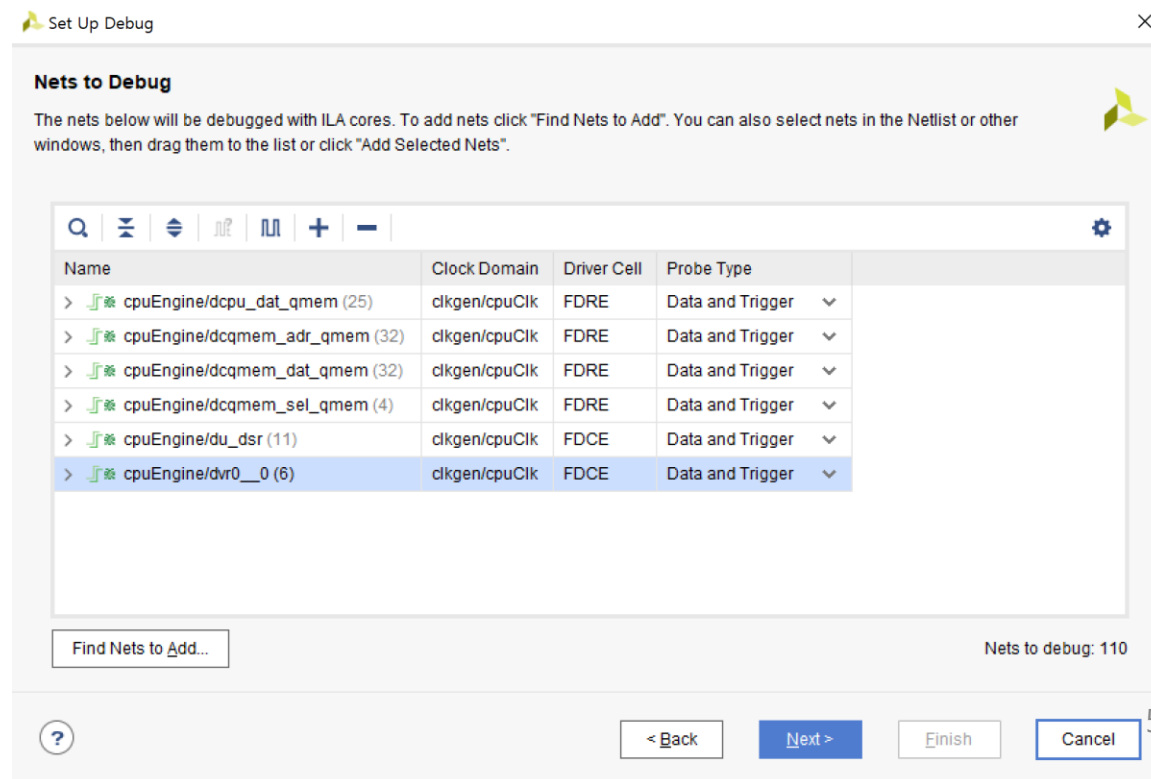 Set Up Debug
Nets to Debug
The nets below will be debugged with ILA cores. To add nets click "Find Nets to Add". You can also select nets in the Netlist or other
windows, then drag them to the list or click "Add Selected Nets".
Name Clock Domain Driver Cell Probe Type
cpuEngine/dcpu_dat_qmem (25) clkgen/cpuClk FDRE Data and Trigger
cpuEngine/dcqmem_adr_qmem (32) clkgen/cpuClk FDRE Data and Trigger
cpuEngine/dcqmem_dat_qmem (32) clkgen/cpuClk FDRE Data and Trigger
cpuEngine/dcqmem_sel_qmem (4) clkgen/cpuClk FDRE Data and Trigger
cpuEngine/du_dsr (11) clkgen/cpuClk FDCE Data and Trigger
cpuEngine/dvr0__0 (6) clkgen/cpuClk FDCE Data and Trigger
Find Nets to Add... Nets to debug: 110
? < Back Next > Finish Cancel